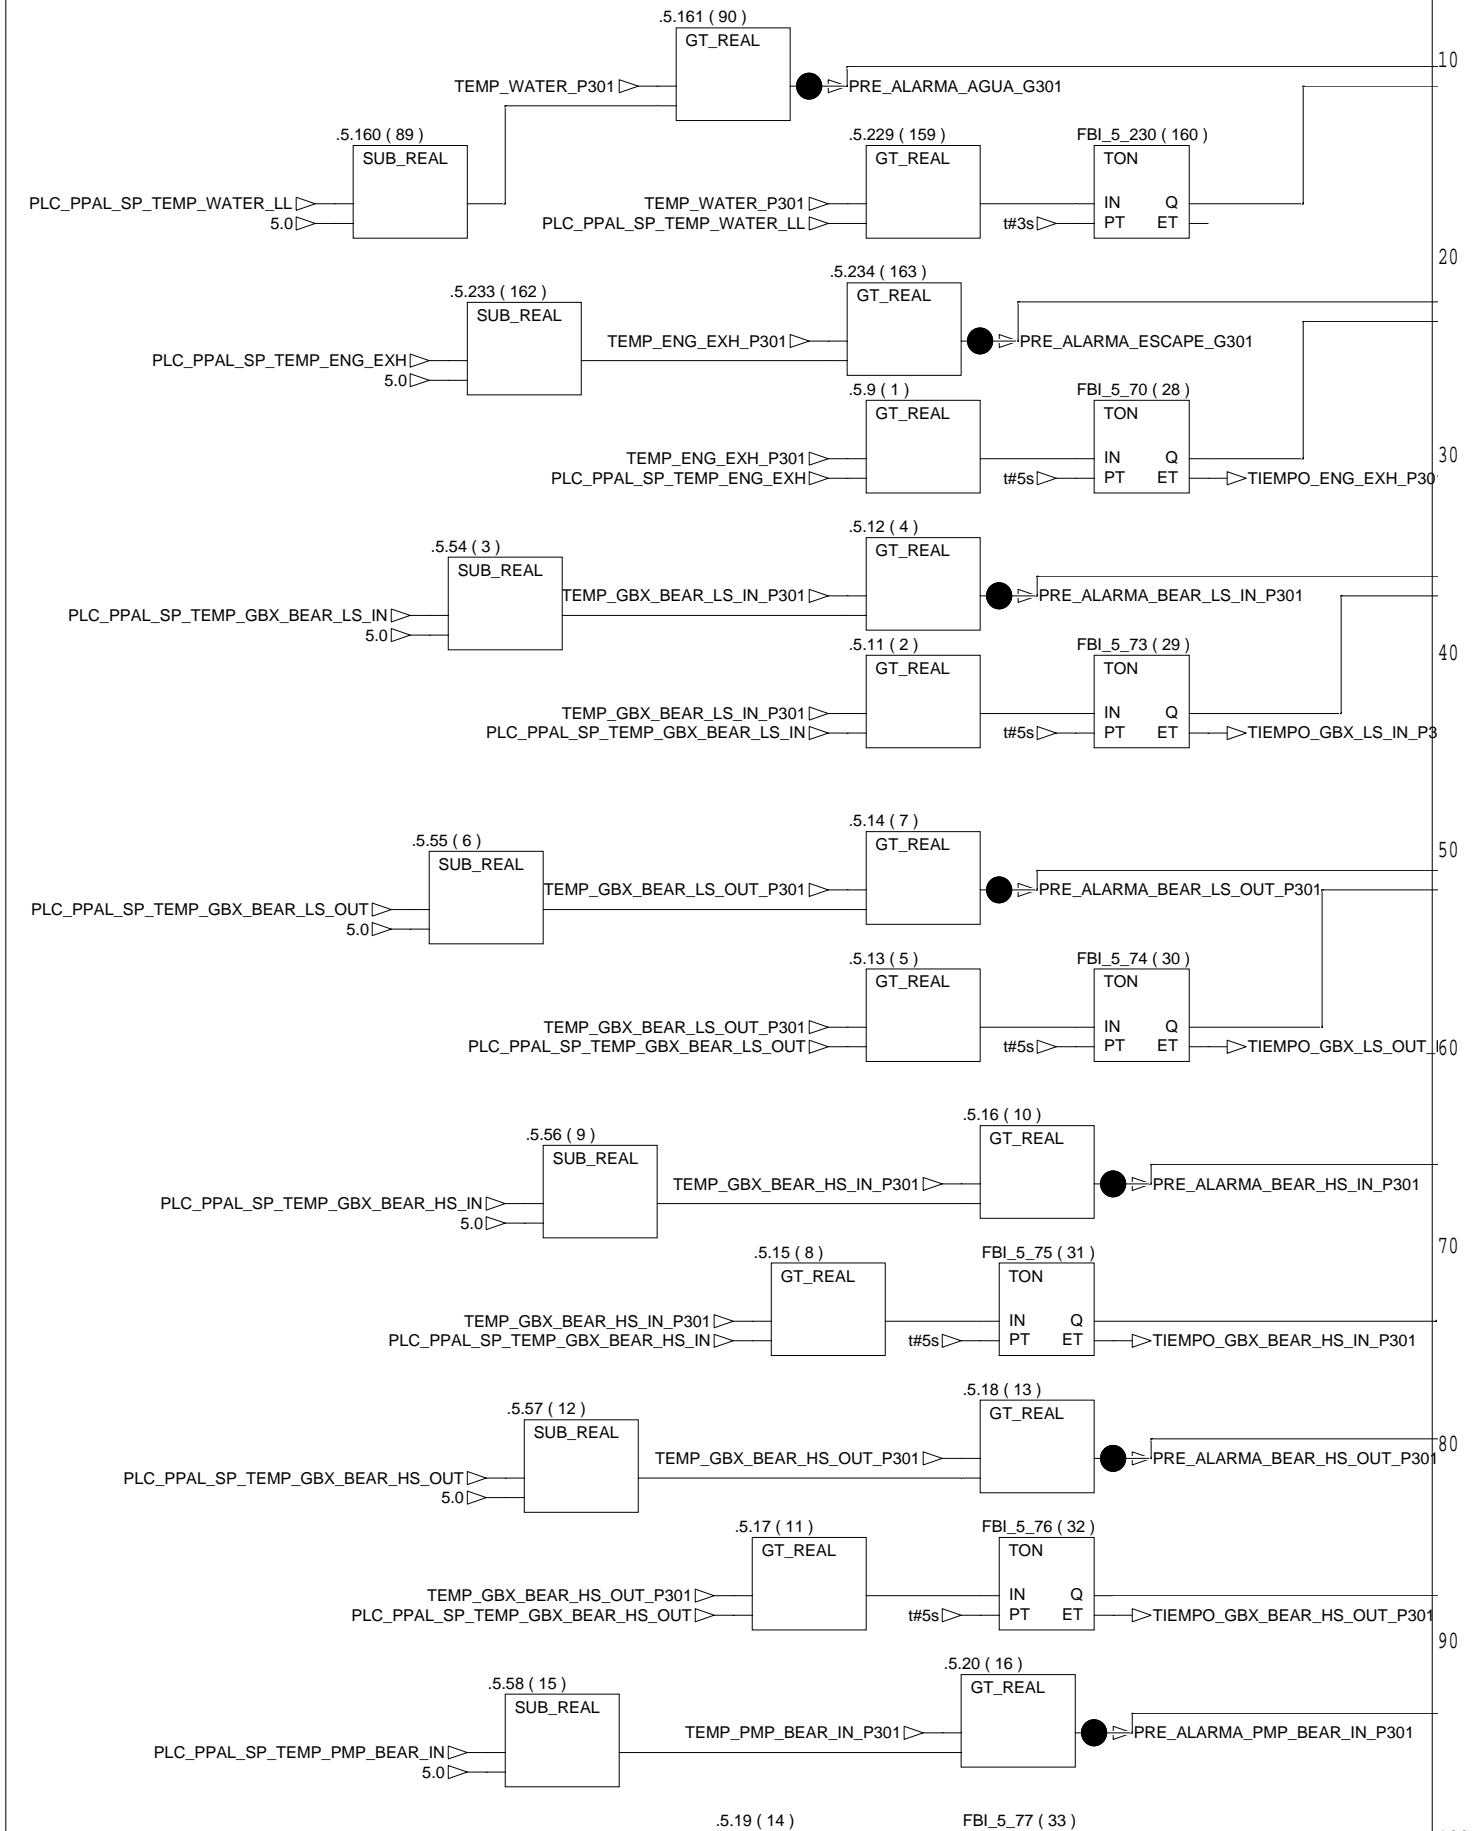 .5.161 ( 90 )
GT_REAL
10
TEMP_WATER_P301
PRE_ALARMA_AGUA_G301
.5.160 ( 89 )
SUB_REAL
.5.229 ( 159 )
GT_REAL
FBI_5_230 ( 160 )
TON
PLC_PPAL_SP_TEMP_WATER_LL
5.0
TEMP_WATER_P301
PLC_PPAL_SP_TEMP_WATER_LL
IN Q
t#3s
PT ET
20
.5.234 ( 163 )
GT_REAL
.5.233 ( 162 )
SUB_REAL
TEMP_ENG_EXH_P301
PRE_ALARMA_ESCAPE_G301
PLC_PPAL_SP_TEMP_ENG_EXH
5.0
.5.9 ( 1 )
GT_REAL
FBI_5_70 ( 28 )
TON
TEMP_ENG_EXH_P301
PLC_PPAL_SP_TEMP_ENG_EXH
IN Q
30
t#5s
PT ET
TIEMPO_ENG_EXH_P30
.5.12 ( 4 )
GT_REAL
.5.54 ( 3 )
SUB_REAL
TEMP_GBX_BEAR_LS_IN_P301
PRE_ALARMA_BEAR_LS_IN_P301
PLC_PPAL_SP_TEMP_GBX_BEAR_LS_IN
5.0
.5.11 ( 2 )
GT_REAL
FBI_5_73 ( 29 )
TON
40
TEMP_GBX_BEAR_LS_IN_P301
PLC_PPAL_SP_TEMP_GBX_BEAR_LS_IN
IN Q
t#5s
PT ET
TIEMPO_GBX_LS_IN_P3
.5.14 ( 7 )
GT_REAL
.5.55 ( 6 )
SUB_REAL
50
TEMP_GBX_BEAR_LS_OUT_P301
PRE_ALARMA_BEAR_LS_OUT_P301
PLC_PPAL_SP_TEMP_GBX_BEAR_LS_OUT
5.0
.5.13 ( 5 )
GT_REAL
FBI_5_74 ( 30 )
TON
TEMP_GBX_BEAR_LS_OUT_P301
PLC_PPAL_SP_TEMP_GBX_BEAR_LS_OUT
IN Q
t#5s
PT ET
TIEMPO_GBX_LS_OUT_
60
.5.16 ( 10 )
GT_REAL
.5.56 ( 9 )
SUB_REAL
TEMP_GBX_BEAR_HS_IN_P301
PRE_ALARMA_BEAR_HS_IN_P301
PLC_PPAL_SP_TEMP_GBX_BEAR_HS_IN
5.0
70
.5.15 ( 8 )
GT_REAL
FBI_5_75 ( 31 )
TON
TEMP_GBX_BEAR_HS_IN_P301
PLC_PPAL_SP_TEMP_GBX_BEAR_HS_IN
IN Q
t#5s
PT ET
TIEMPO_GBX_BEAR_HS_IN_P301
.5.18 ( 13 )
GT_REAL
.5.57 ( 12 )
SUB_REAL
80
TEMP_GBX_BEAR_HS_OUT_P301
PRE_ALARMA_BEAR_HS_OUT_P301
PLC_PPAL_SP_TEMP_GBX_BEAR_HS_OUT
5.0
.5.17 ( 11 )
GT_REAL
FBI_5_76 ( 32 )
TON
TEMP_GBX_BEAR_HS_OUT_P301
PLC_PPAL_SP_TEMP_GBX_BEAR_HS_OUT
IN Q
t#5s
PT ET
TIEMPO_GBX_BEAR_HS_OUT_P301
90
.5.20 ( 16 )
GT_REAL
.5.58 ( 15 )
SUB_REAL
TEMP_PMP_BEAR_IN_P301
PRE_ALARMA_PMP_BEAR_IN_P301
PLC_PPAL_SP_TEMP_PMP_BEAR_IN
5.0
.5.19 ( 14 )
FBI_5_77 ( 33 )